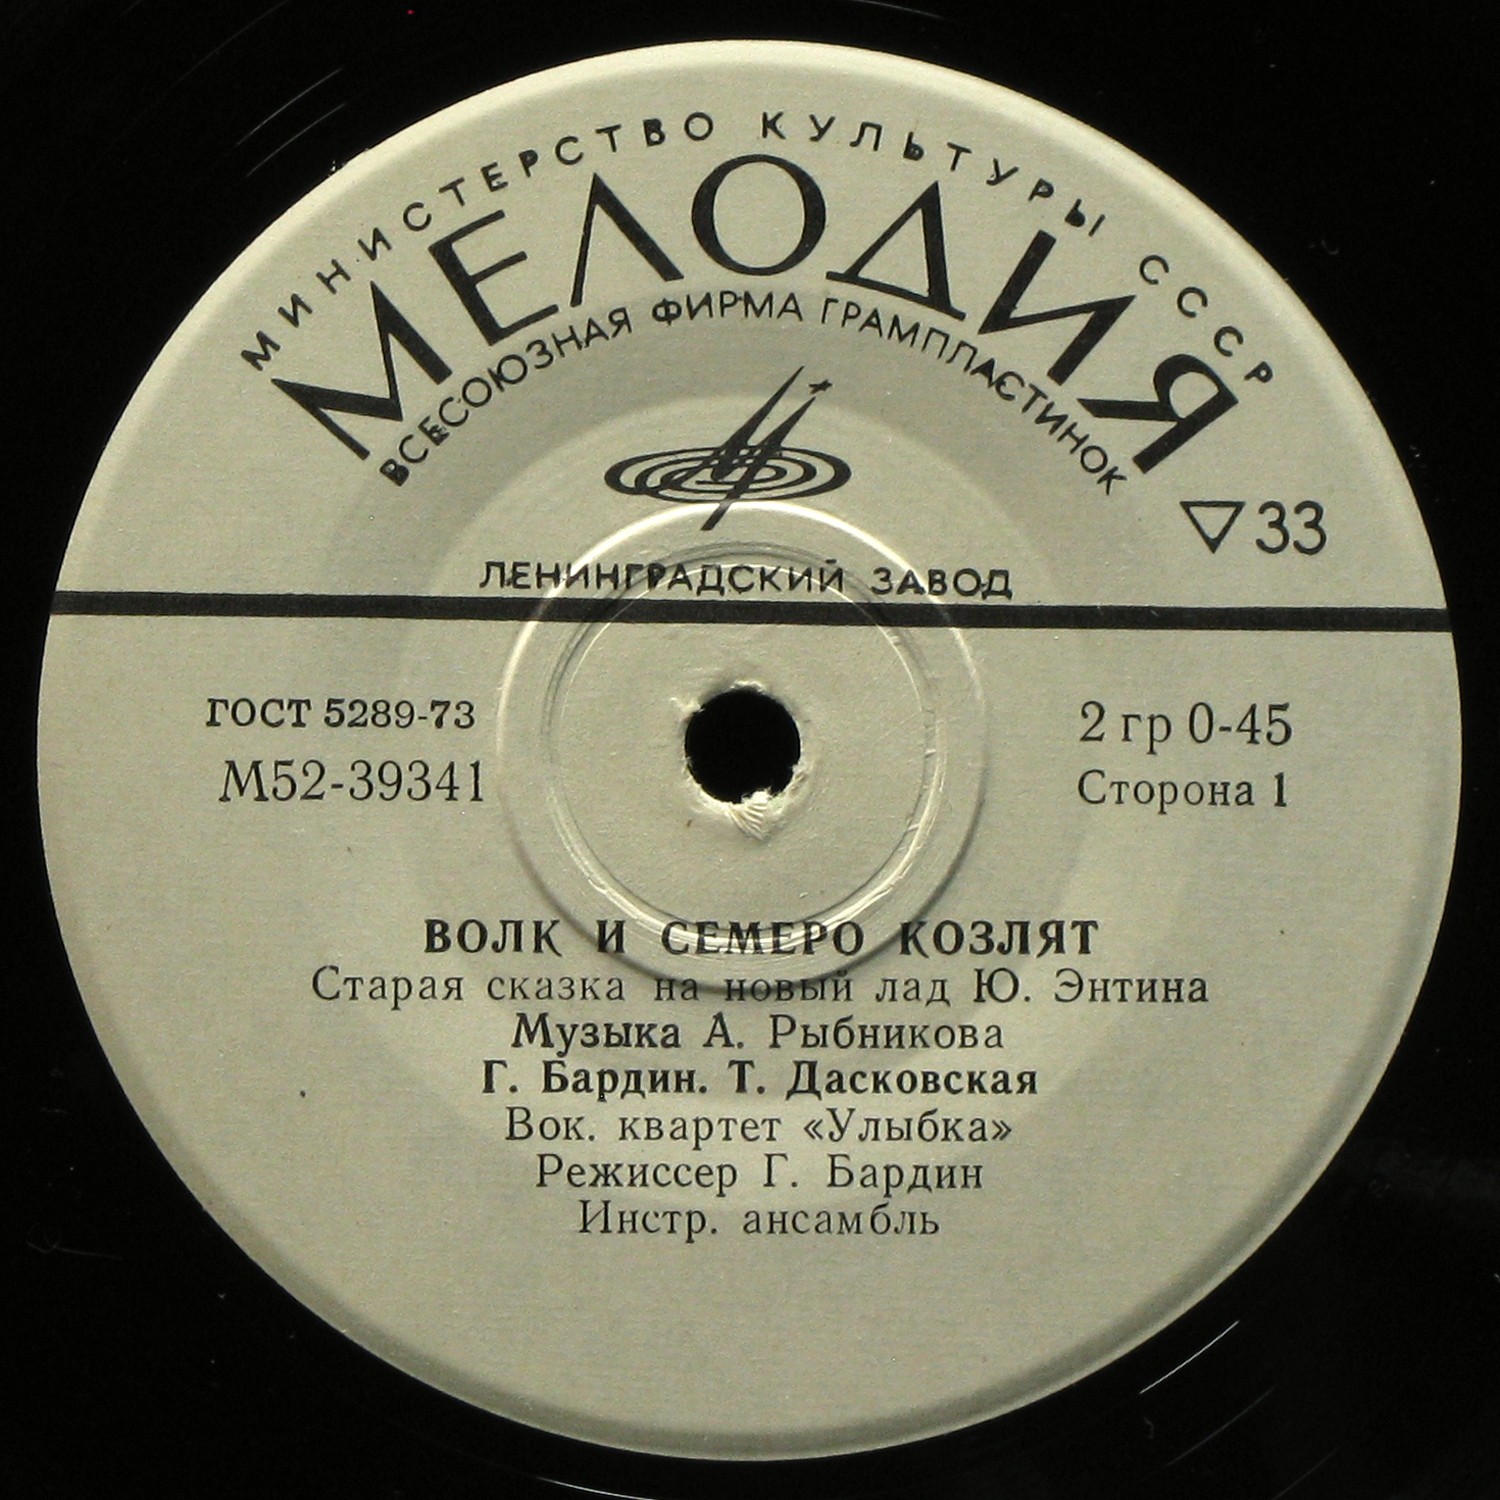 МИНИСТЕРСТВО КУЛЬТУРЫ СССР
МЕЛОДИЯ
ВСЕСОЮЗНАЯ ФИРМА ГРАМПЛАСТИНОК
▽33
ЛЕНИНГРАДСКИЙ ЗАВОД
ГОСТ 5289-73
2 гр 0-45
М52-39341
Сторона 1
ВОЛК И СЕМЕРО КОЗЛЯТ
Старая сказка на новый лад Ю. Энтина
Музыка А. Рыбникова
Г. Бардин. Т. Дасковская
Вок. квартет «Улыбка»
Режиссер Г. Бардин
Инстр. ансамбль